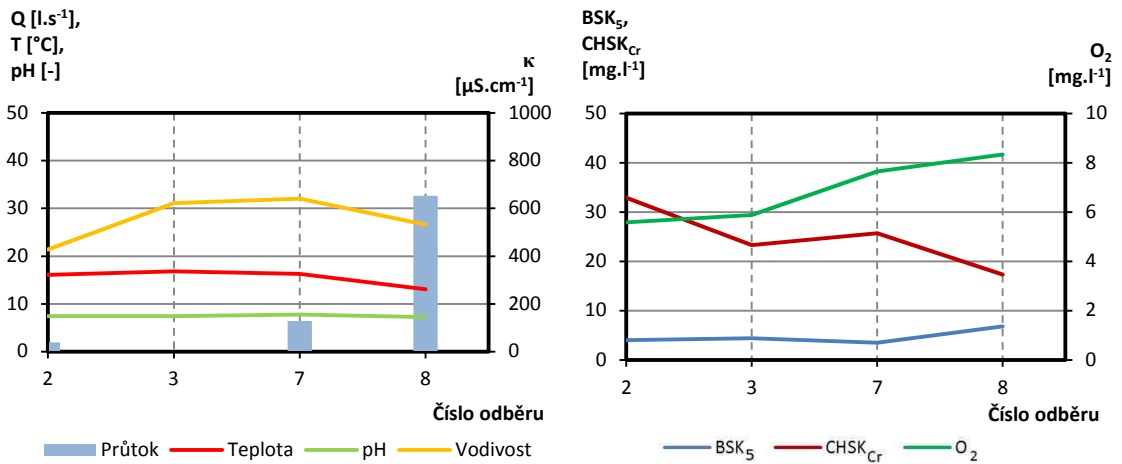 Q [l.s⁻¹],
T [°C],
pH [-]
κ
[µS.cm⁻¹]
50 1000
40 800
30 600
20 400
10 200
0 0
2 3 7 8
Číslo odběru
Průtok Teplota pH Vodivost
BSK₅,
CHSK_Cr
[mg.l⁻¹]
O₂
[mg.l⁻¹]
50 10
40 8
30 6
20 4
10 2
0 0
2 3 7 8
Číslo odběru
BSK₅ CHSK_Cr O₂